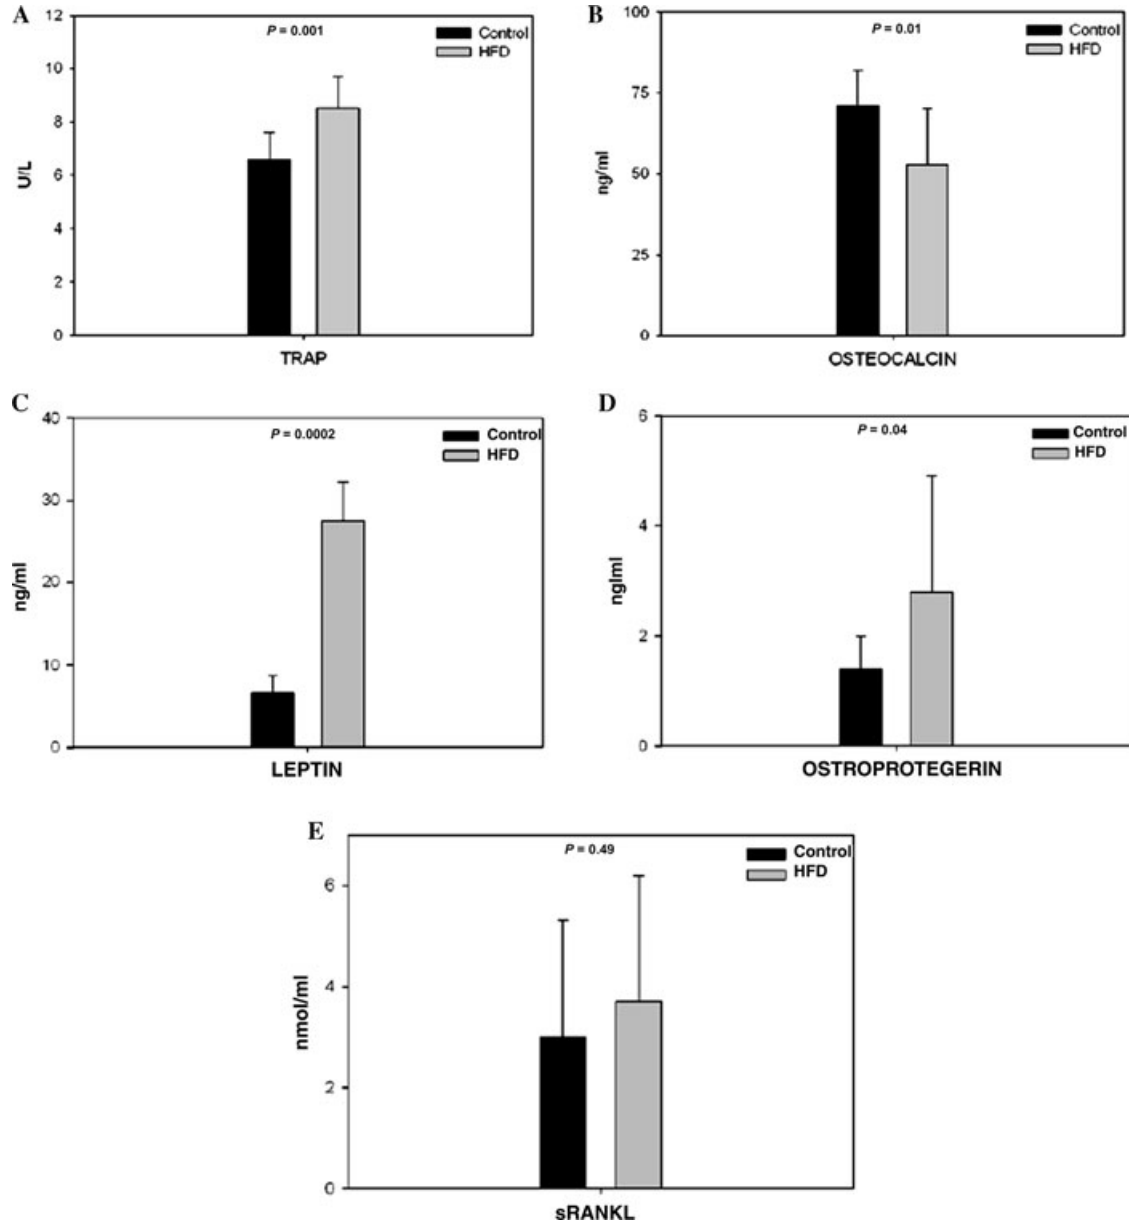 A
12
P = 0.001
Control
HFD
10
8
6
4
2
0
U/L
TRAP
B
100
P = 0.01
Control
HFD
75
50
25
0
ng/ml
OSTEOCALCIN
C
40
P = 0.0002
Control
HFD
30
20
10
0
ng/ml
LEPTIN
D
6
P = 0.04
Control
HFD
4
2
0
nglml
OSTROPROTEGERIN
E
P = 0.49
Control
HFD
6
4
2
0
nmol/ml
sRANKL